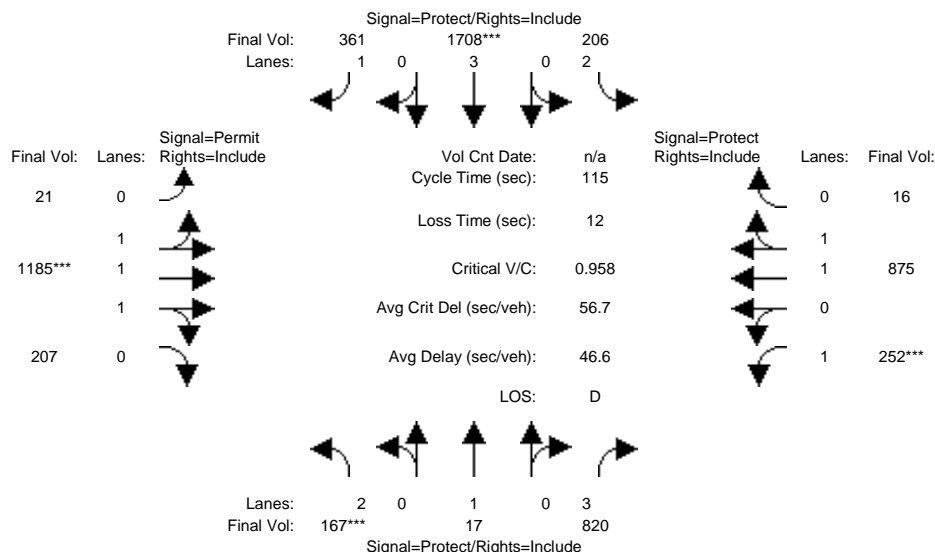 Signal=Protect/Rights=Include
Final Vol: 361 1708*** 206
Lanes: 1 0 3 0 2
Signal=Permit Signal=Protect
Final Vol: Lanes: Rights=Include Vol Cnt Date: n/a Rights=Include Lanes: Final Vol:
Cycle Time (sec): 115
21 0 0 16
Loss Time (sec): 12
1 1
1185*** 1 Critical V/C: 0.958 1 875
1 Avg Crit Del (sec/veh): 56.7 0
207 0 Avg Delay (sec/veh): 46.6 1 252***
LOS: D
Lanes: 2 0 1 0 3
Final Vol: 167*** 17 820
Signal=Protect/Rights=Include